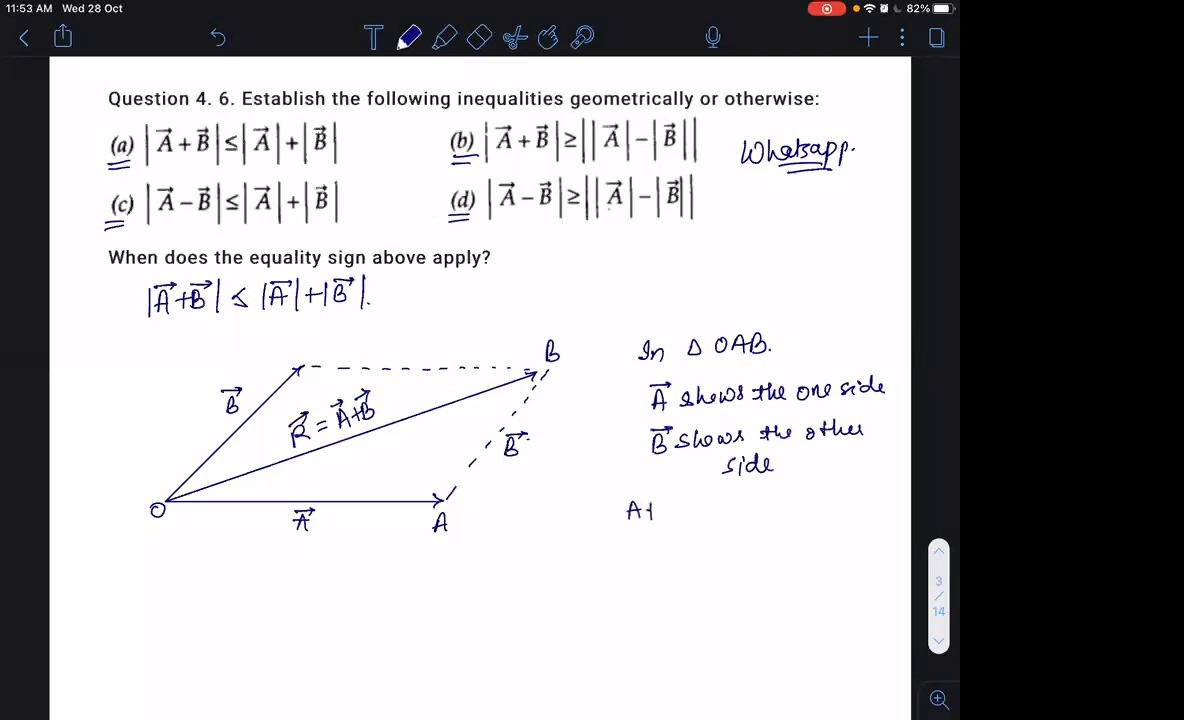 11:53 AM Wed 28 Oct 82%
Question 4. 6. Establish the following inequalities geometrically or otherwise:
(a) |A⃗ + B⃗| ≤ |A⃗| + |B⃗| (b) |A⃗ + B⃗| ≥ ||A⃗| − |B⃗|| Whatsapp.
(c) |A⃗ − B⃗| ≤ |A⃗| + |B⃗| (d) |A⃗ − B⃗| ≥ ||A⃗| − |B⃗||
When does the equality sign above apply?
|A⃗+B⃗| ≤ |A⃗|+|B⃗|.
B
In Δ OAB.
B⃗
R⃗ = A⃗+B⃗
B⃗
A⃗ shows the one side
B⃗ shows the other
side
O
A⃗
A
A+
3
/
14